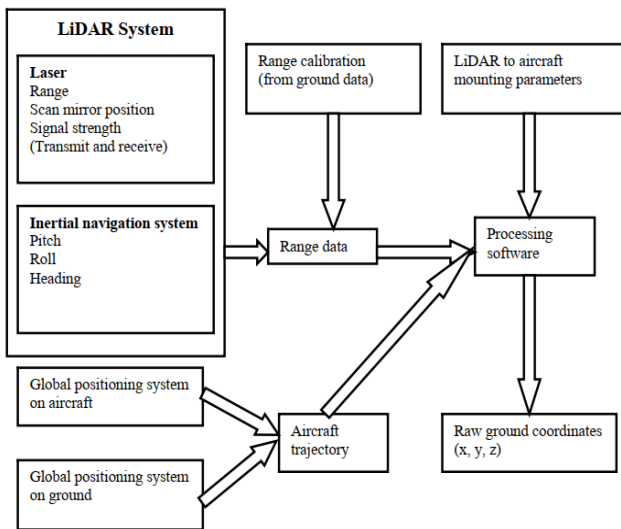 LiDAR System
Laser
Range
Scan mirror position
Signal strength
(Transmit and receive)
Inertial navigation system
Pitch
Roll
Heading
Range calibration
(from ground data)
LiDAR to aircraft
mounting parameters
Range data
Processing
software
Global positioning system
on aircraft
Global positioning system
on ground
Aircraft
trajectory
Raw ground coordinates
(x, y, z)